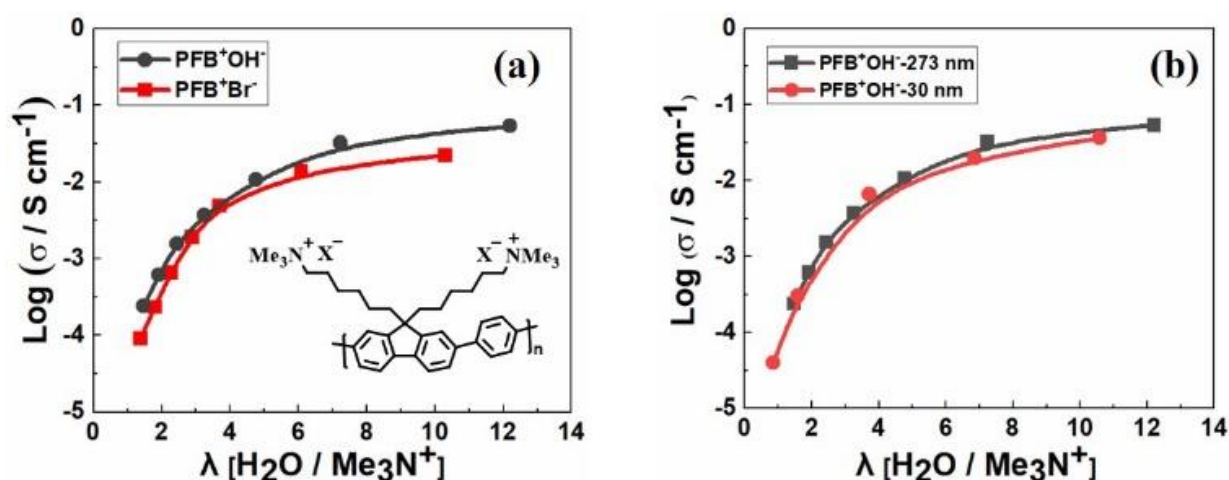 (a)
PFB⁺OH⁻
PFB⁺Br⁻
Log (σ / S cm⁻¹)
0
-1
-2
-3
-4
-5
0 2 4 6 8 10 12 14
λ [H₂O / Me₃N⁺]
Me₃N⁺ X⁻
X⁻ ⁺NMe₃
n
(b)
PFB⁺OH⁻-273 nm
PFB⁺OH⁻-30 nm
Log (σ / S cm⁻¹)
0
-1
-2
-3
-4
-5
0 2 4 6 8 10 12 14
λ [H₂O / Me₃N⁺]